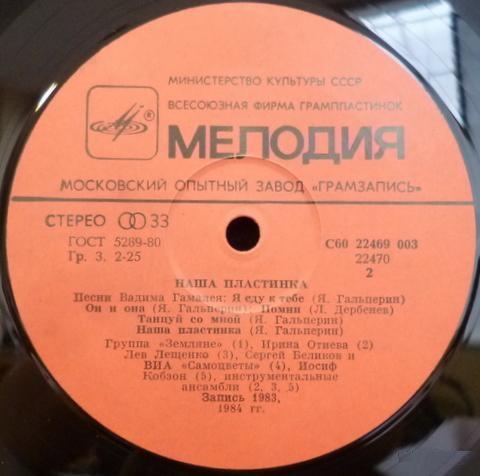 МИНИСТЕРСТВО КУЛЬТУРЫ СССР
ВСЕСОЮЗНАЯ ФИРМА ГРАМПЛАСТИНОК
®
МЕЛОДИЯ
МОСКОВСКИЙ ОПЫТНЫЙ ЗАВОД «ГРАМЗАПИСЬ»
СТЕРЕО 33
ГОСТ 5289-80
Гр. 3. 2-25
С60 22469 003
22470
2
НАША ПЛАСТИНКА
Песни Вадима Гамалея: Я еду к тебе (Я. Гальперин)
Он и она (Я. Гальперин) Помни (Л. Дербенев)
Танцуй со мной (Я. Гальперин)
Наша пластинка (Я. Гальперин)
Группа «Земляне» (1), Ирина Отиева (2)
Лев Лещенко (3), Сергей Беликов и
ВИА «Самоцветы» (4), Иосиф
Кобзон (5), инструментальные
ансамбли (2, 3, 5)
Запись 1983,
1984 гг.